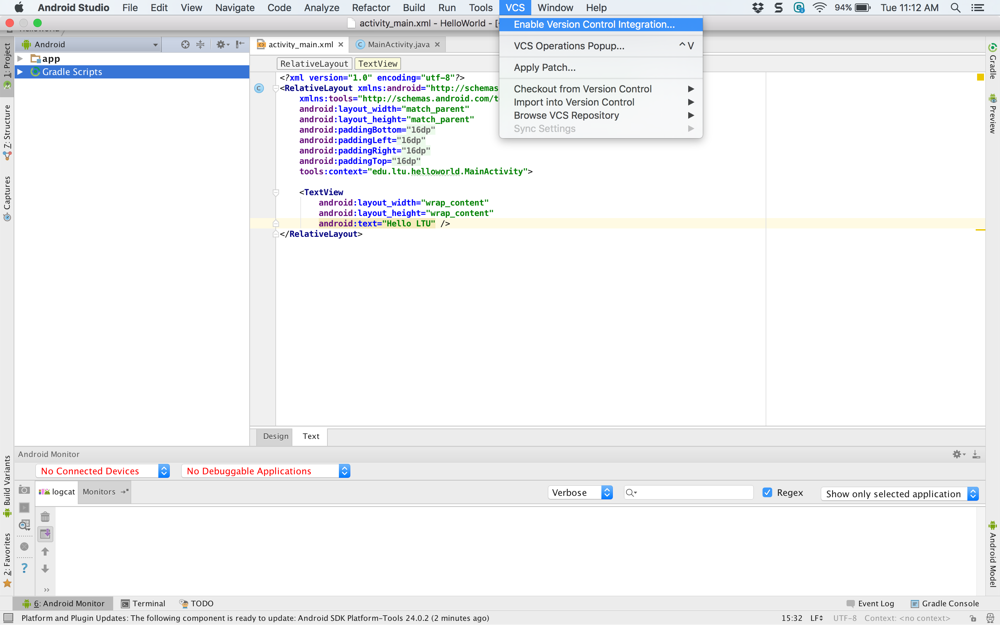 Android Studio File Edit View Navigate Code Analyze Refactor Build Run Tools VCS Window Help 94% Tue 11:12 AM
activity_main.xml - HelloWorld - [
Enable Version Control Integration...
VCS Operations Popup... ^ V
Apply Patch...
Checkout from Version Control
Import into Version Control
Browse VCS Repository
Sync Settings
Android
activity_main.xml MainActivity.java
app
Gradle Scripts
RelativeLayout TextView
<?xml version="1.0" encoding="utf-8"?>
<RelativeLayout xmlns:android="http://schemas
xmlns:tools="http://schemas.android.com/t
android:layout_width="match_parent"
android:layout_height="match_parent"
android:paddingBottom="16dp"
android:paddingLeft="16dp"
android:paddingRight="16dp"
android:paddingTop="16dp"
tools:context="edu.ltu.helloworld.MainActivity">
<TextView
android:layout_width="wrap_content"
android:layout_height="wrap_content"
android:text="Hello LTU" />
</RelativeLayout>
1: Project
7: Structure
Captures
Build Variants
2: Favorites
Gradle
Preview
Android Model
Design Text
Android Monitor
No Connected Devices No Debuggable Applications
logcat Monitors Verbose Regex Show only selected application
6: Android Monitor Terminal TODO Event Log Gradle Console
Platform and Plugin Updates: The following component is ready to update: Android SDK Platform-Tools 24.0.2 (2 minutes ago) 15:32 LF UTF-8 Context: <no context>